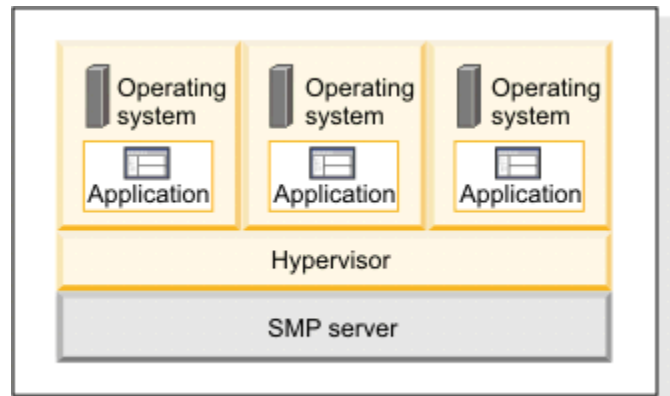 Operating
system
Application
Operating
system
Application
Operating
system
Application
Hypervisor
SMP server